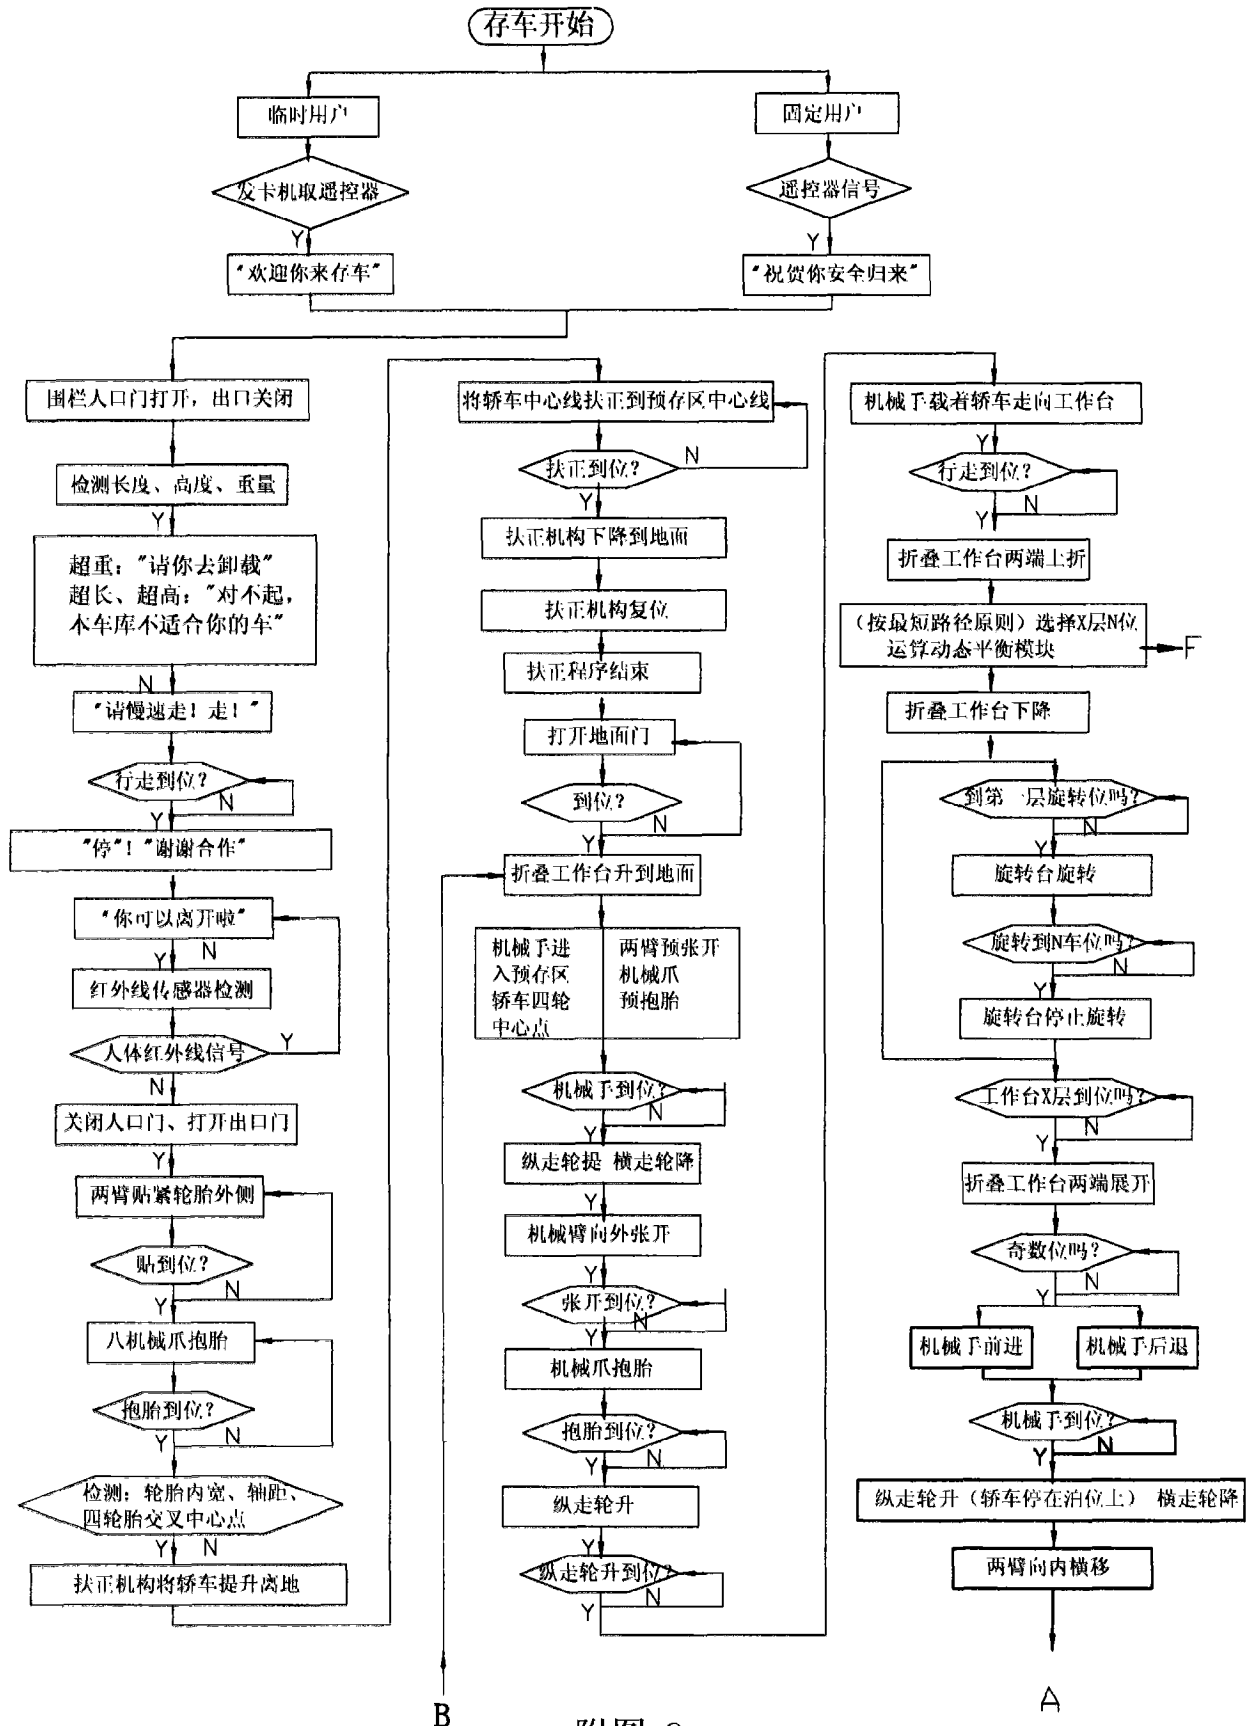 存车开始
临时用户
固定用户
发卡机取遥控器
遥控器信号
Y
Y
"欢迎你来存车"
"祝贺你安全归来"
围栏人口门打开，出口关闭
检测长度、高度、重量
Y
超重："请你去卸载"
超长、超高："对不起，
本车库不适合你的车"
N
"请慢速走！走！"
行走到位？
N
Y
"停"！"谢谢合作"
"你可以离开啦"
N
Y
红外线传感器检测
人体红外线信号
Y
N
关闭人口门、打开出口门
Y
两臂贴紧轮胎外侧
贴到位？
N
Y
八机械爪抱胎
抱胎到位？
N
Y
检测：轮胎内宽、轴距、
四轮胎交叉中心点
Y N
扶正机构将轿车提升离地
将轿车中心线扶正到预存区中心线
扶正到位？
N
Y
扶正机构下降到地面
扶正机构复位
扶正程序结束
打开地面门
到位？
N
Y
折叠工作台升到地面
机械手进 两臂预张开
入预存区 机械爪
轿车四轮 预抱胎
中心点
机械手到位？
N
Y
纵走轮提 横走轮降
Y
机械臂向外张开
Y
张开到位？
N
Y
机械爪抱胎
抱胎到位？
N
Y
纵走轮升
Y
纵走轮升到位？
N
Y
B
机械手载着轿车走向工作台
Y
行走到位？
N
Y
折叠工作台两端上折
（按最短路径原则）选择X层N位
运算动态平衡模块
F
折叠工作台下降
到第一层旋转位吗？
N
Y
旋转台旋转
旋转到N车位吗？
N
Y
旋转台停止旋转
工作台X层到位吗？
N
Y
折叠工作台两端展开
奇数位吗？
N
Y
机械手前进
机械手后退
机械手到位？
N
Y
纵走轮升（轿车停在泊位上） 横走轮降
两臂向内横移
A